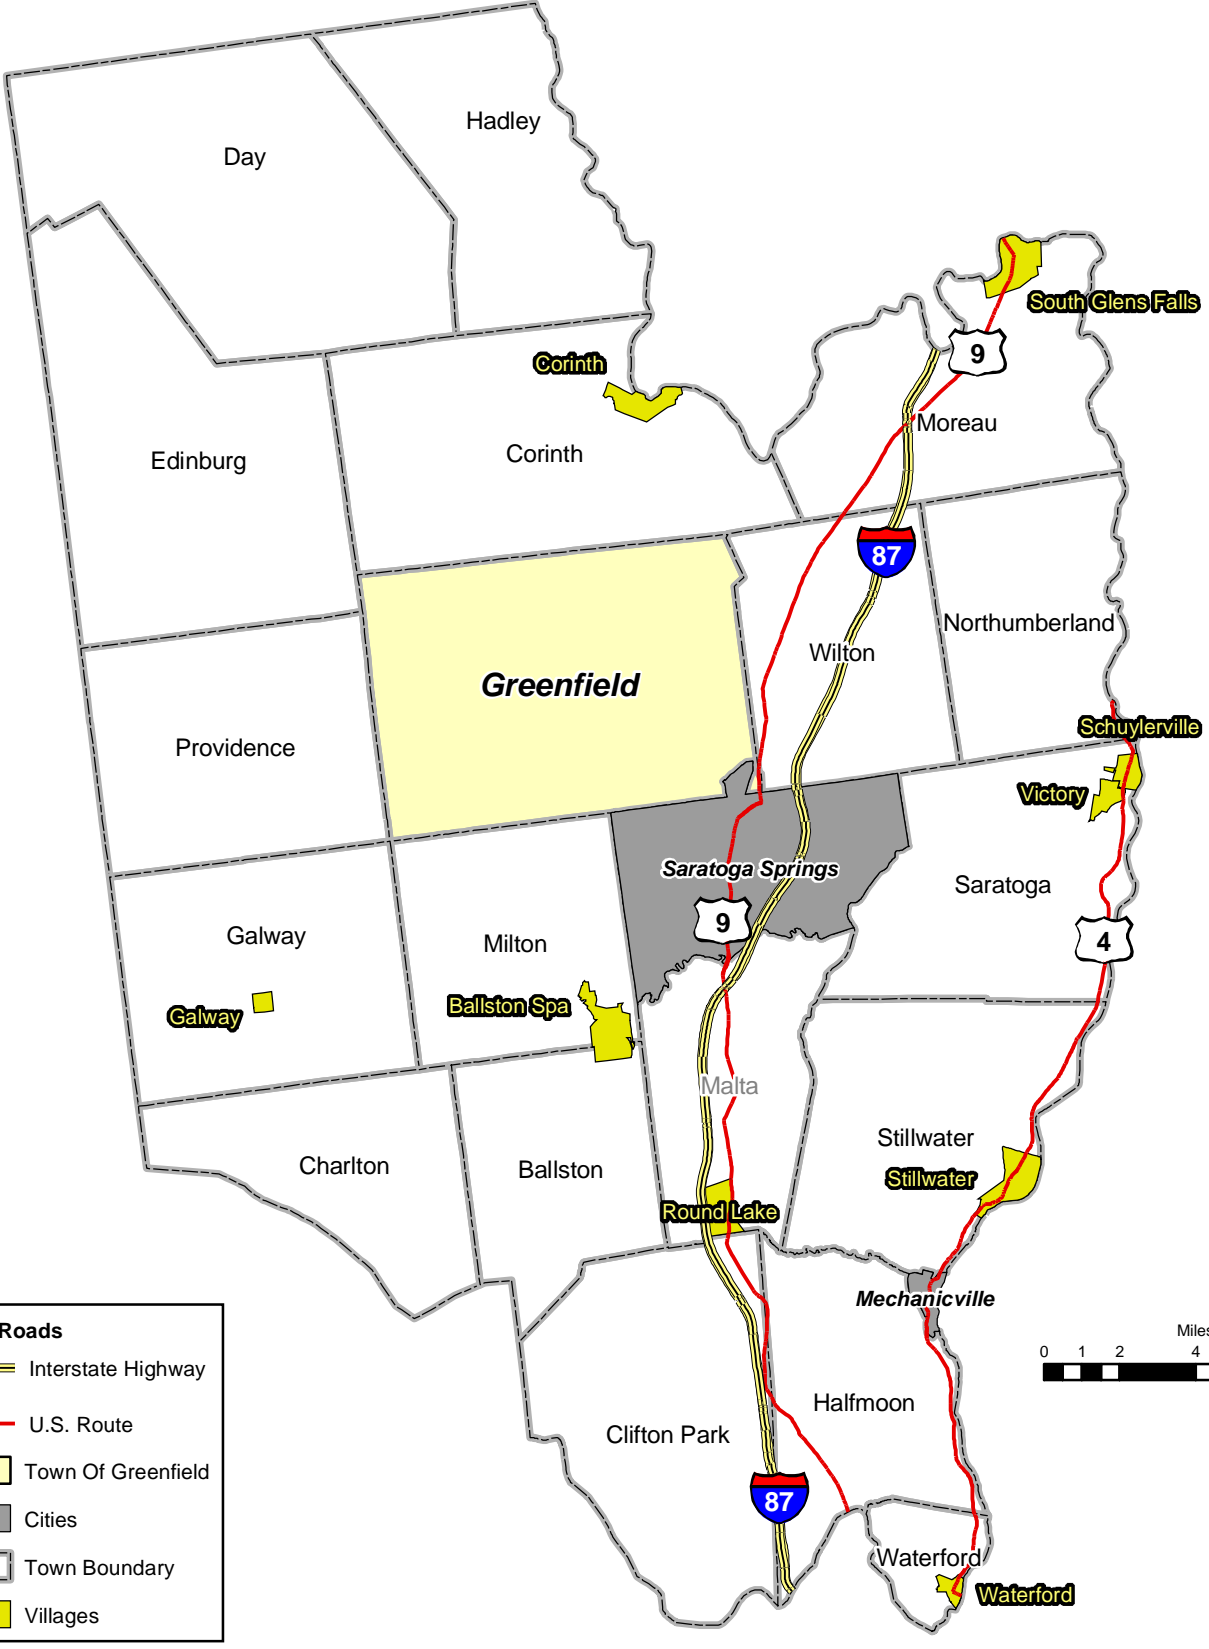 Hadley
Day
South Glens Falls
9
Corinth
Moreau
Corinth
Edinburg
87
Northumberland
Wilton
Greenfield
Schuylerville
Providence
Victory
Saratoga Springs
Saratoga
9
Galway
Milton
4
Ballston Spa
Galway
Malta
Stillwater
Charlton
Ballston
Stillwater
Round Lake
Mechanicville
Roads
Miles
0 1 2 4
Interstate Highway
Halfmoon
U.S. Route
Clifton Park
Town Of Greenfield
87
Cities
Waterford
Town Boundary
Waterford
Villages